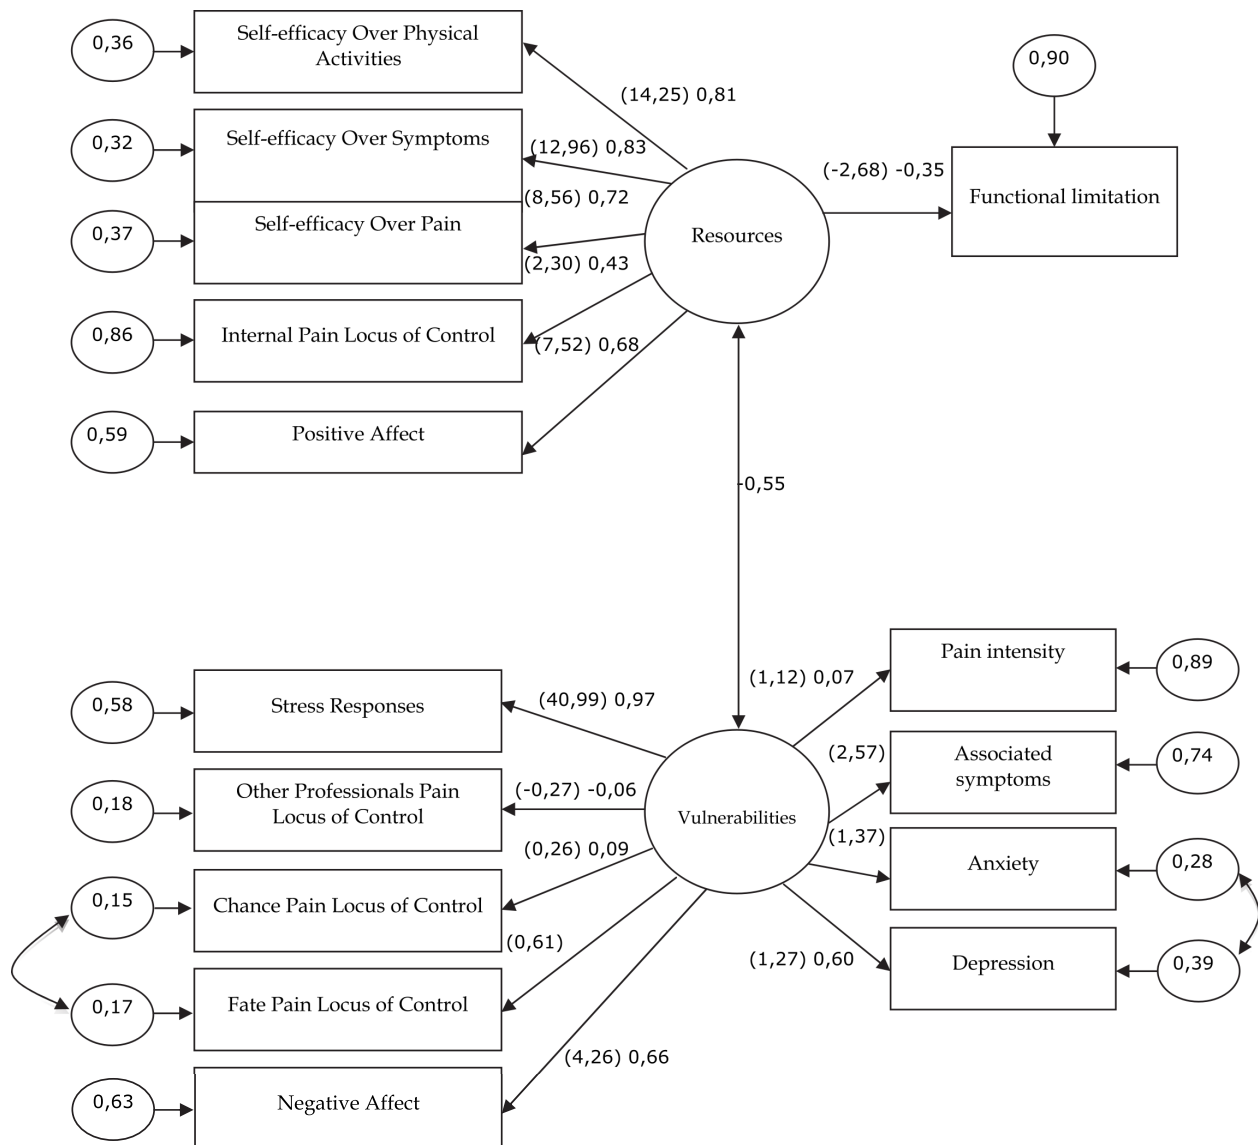 0,36
Self-efficacy Over Physical
Activities
(14,25) 0,81
0,90
0,32
Self-efficacy Over Symptoms
(12,96) 0,83
(-2,68) -0,35
Functional limitation
(8,56) 0,72
0,37
Self-efficacy Over Pain
Resources
(2,30) 0,43
0,86
Internal Pain Locus of Control
(7,52) 0,68
0,59
Positive Affect
-0,55
Pain intensity
0,89
(1,12) 0,07
0,58
Stress Responses
(40,99) 0,97
(2,57)
Associated
symptoms
0,74
0,18
Other Professionals Pain
Locus of Control
(-0,27) -0,06
Vulnerabilities
(1,37)
(0,26) 0,09
Anxiety
0,28
0,15
Chance Pain Locus of Control
(0,61)
(1,27) 0,60
Depression
0,39
0,17
Fate Pain Locus of Control
(4,26) 0,66
0,63
Negative Affect